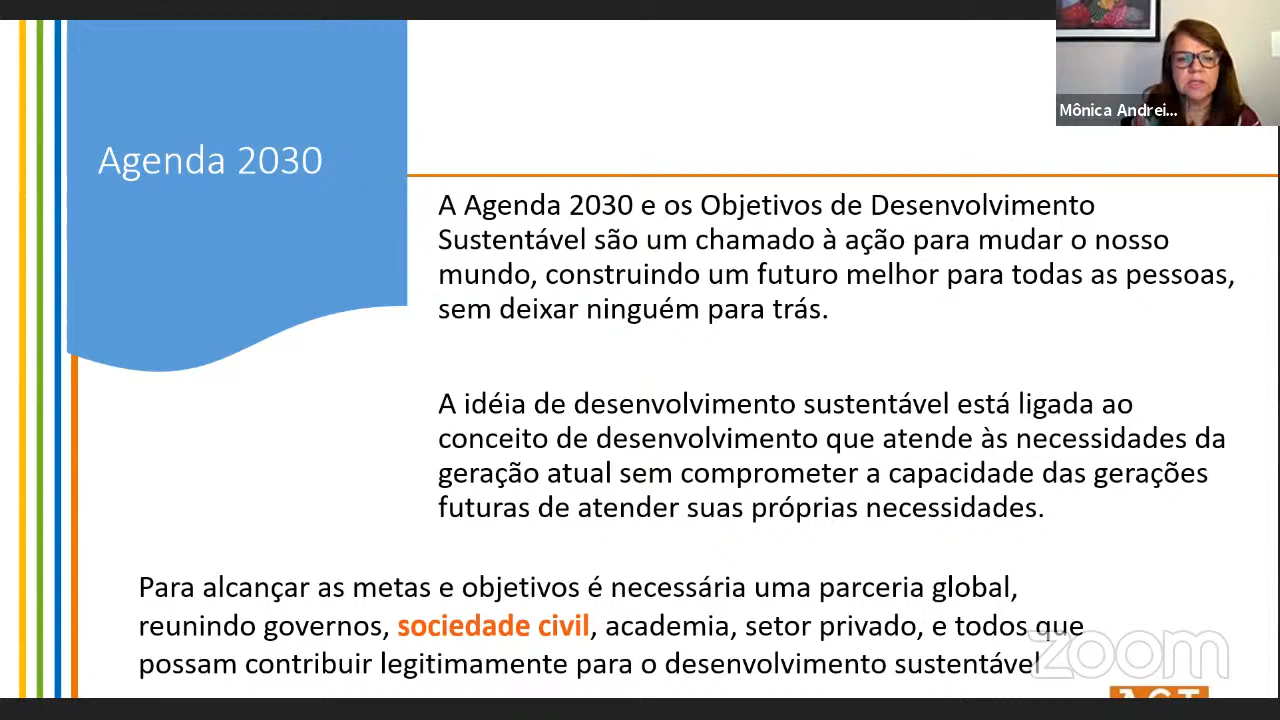 Mônica Andrei...
Agenda 2030
A Agenda 2030 e os Objetivos de Desenvolvimento
Sustentável são um chamado à ação para mudar o nosso
mundo, construindo um futuro melhor para todas as pessoas,
sem deixar ninguém para trás.
A idéia de desenvolvimento sustentável está ligada ao
conceito de desenvolvimento que atende às necessidades da
geração atual sem comprometer a capacidade das gerações
futuras de atender suas próprias necessidades.
Para alcançar as metas e objetivos é necessária uma parceria global,
reunindo governos, sociedade civil, academia, setor privado, e todos que
possam contribuir legitimamente para o desenvolvimento sustentável
zoom
ACT